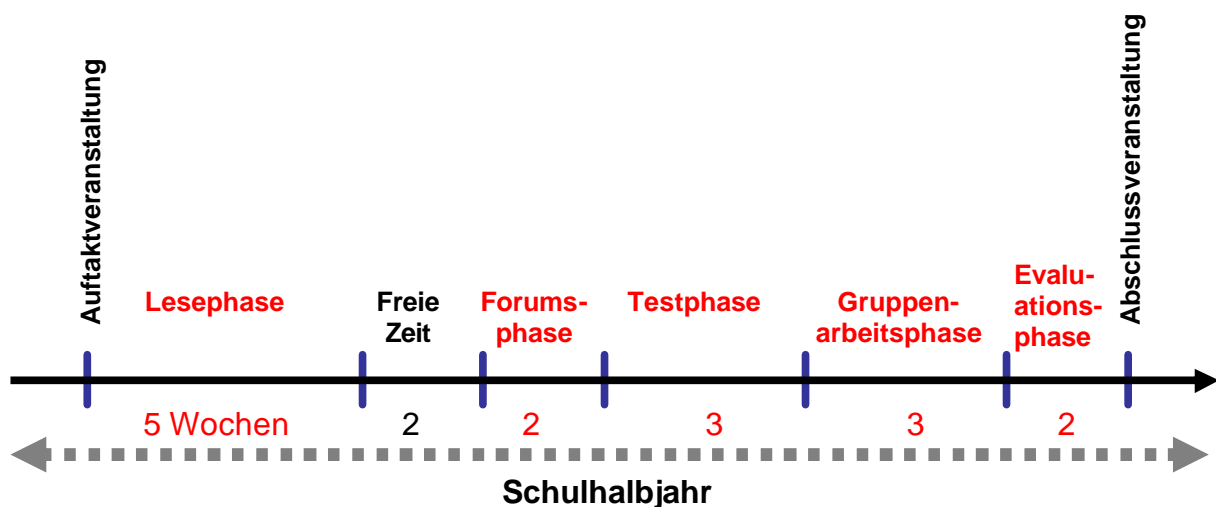 Auftaktveranstaltung
Lesephase
Freie
Zeit
Forums-
phase
Testphase
Gruppen-
arbeitsphase
Evalu-
ations-
phase
Abschlussveranstaltung
5 Wochen
2
2
3
3
2
Schulhalbjahr